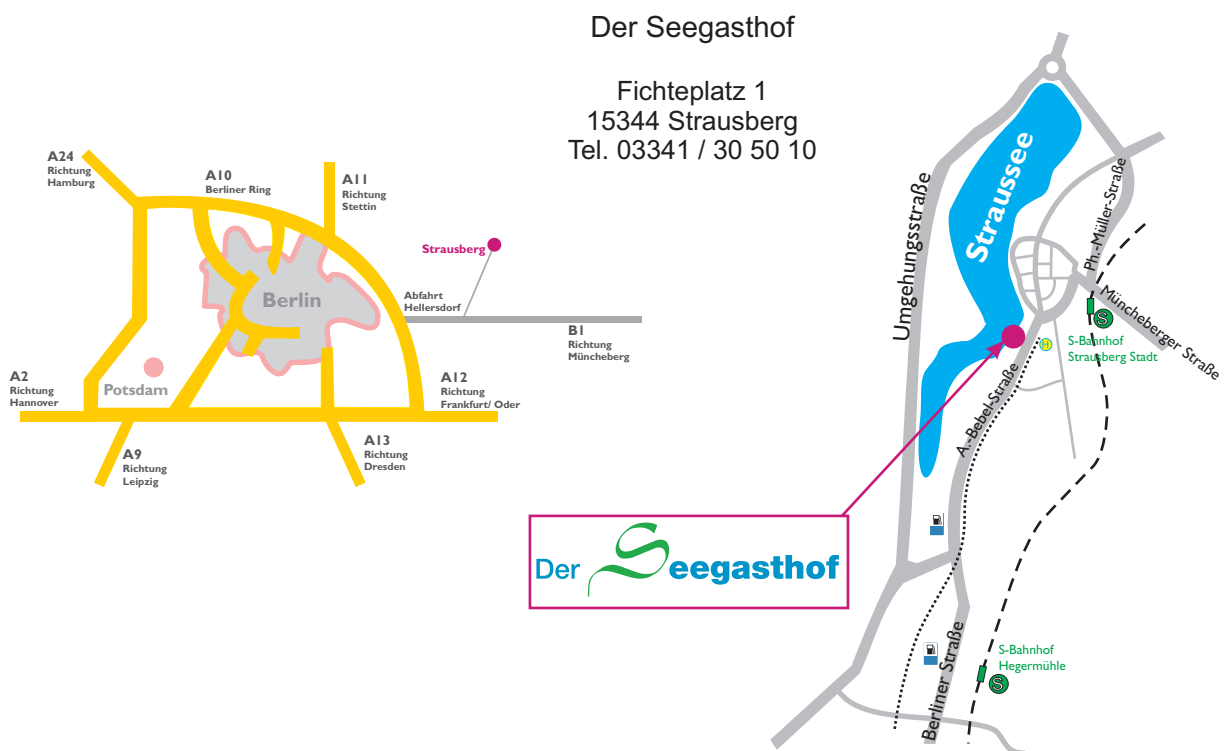 Der Seegasthof
Fichteplatz 1
15344 Strausberg
Tel. 03341 / 30 50 10
A24
Richtung
Hamburg
A10
Berliner Ring
A11
Richtung
Stettin
Strausberg
Berlin
Abfahrt
Hellersdorf
B1
Richtung
Müncheberg
Potsdam
A2
Richtung
Hannover
A12
Richtung
Frankfurt/ Oder
A9
Richtung
Leipzig
A13
Richtung
Dresden
Umgehungsstraße
Straussee
Ph.-Müller-Straße
Müncheberger Straße
S
S-Bahnhof
Strausberg Stadt
H
A.-Bebel-Straße
Der Seegasthof
Berliner Straße
S-Bahnhof
Hegermühle
S